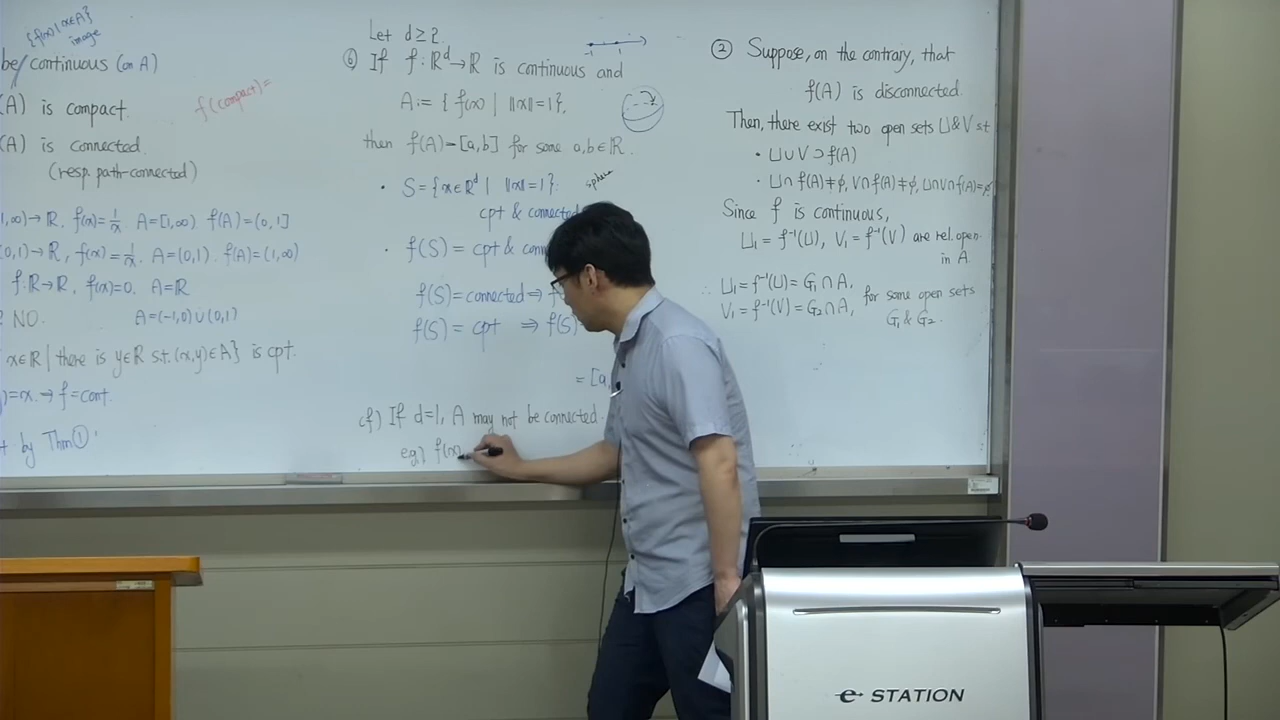 {f(x) | x∈A}
image
be continuous (on A)
(A) is compact.
f(compact)=
(A) is connected.
(resp. path-connected)
1,∞)→ℝ, f(x)=1/x A=[1,∞) f(A)=(0,1]
(0,1)→ℝ, f(x)=1/x. A=(0,1). f(A)=(1,∞)
f:ℝ→ℝ, f(x)=0. A=ℝ
? NO. A=(-1,0)∪(0,1)
x∈ℝ | there is y∈ℝ s.t. (x,y)∈A} is cpt.
)=x. ⇒ f=cont.
by Thm①
Let d≥2.
⑥ If f:ℝᵈ→ℝ is continuous and
A := { f(x) | ||x||=1},
then f(A)=[a,b] for some a,b∈ℝ.
• S={x∈ℝᵈ | ||x||=1}: sphere
cpt & connected
• f(S) = cpt & conn
f(S)=connected ⇒ f
f(S) = cpt ⇒ f(S)
= [a,
cf) If d=1, A may not be connected.
eg) f(x)
② Suppose, on the contrary, that
f(A) is disconnected.
Then, there exist two open sets U&V s.t
• U∪V⊃f(A)
• U∩f(A)≠∅, V∩f(A)≠∅, U∩V∩f(A)=∅
Since f is continuous,
U₁=f⁻¹(U), V₁=f⁻¹(V) are rel. open
in A.
∴ U₁=f⁻¹(U)=G₁∩A,
V₁=f⁻¹(V)=G₂∩A, for some open sets
G₁&G₂.
e STATION